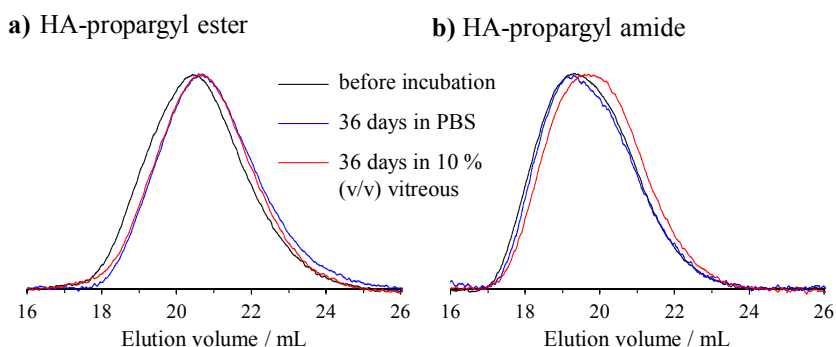 a) HA-propargyl ester
b) HA-propargyl amide
before incubation
36 days in PBS
36 days in 10 %
(v/v) vitreous
16 18 20 22 24 26
16 18 20 22 24 26
Elution volume / mL
Elution volume / mL